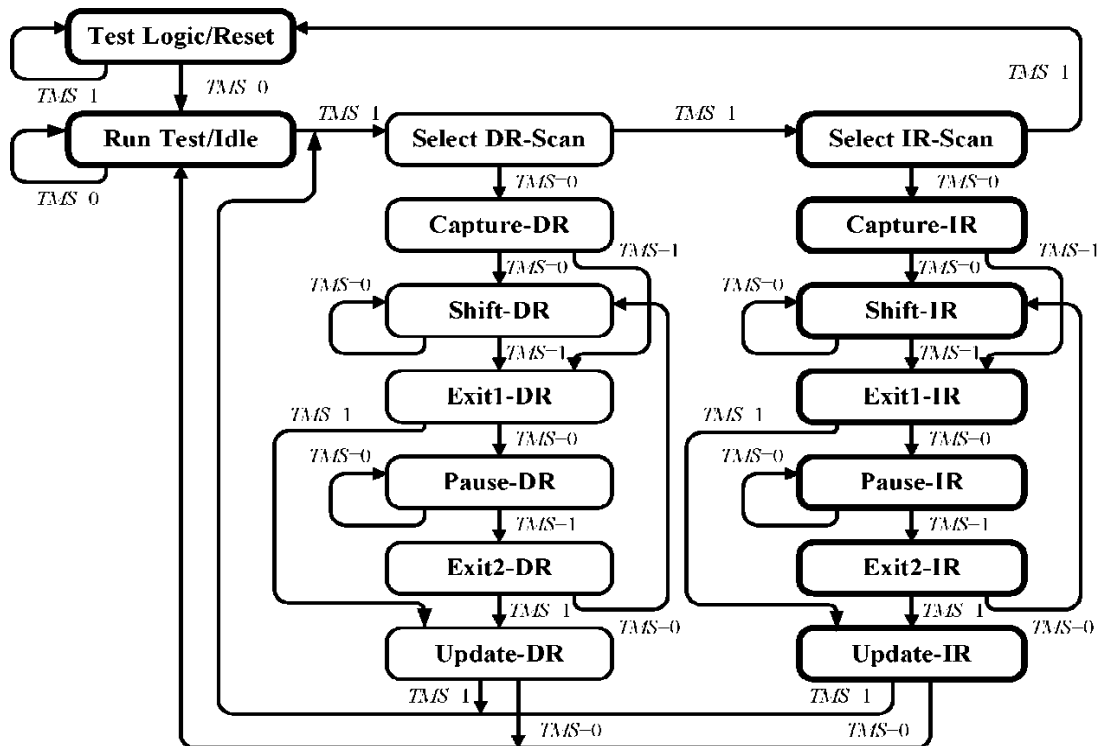 Test Logic/Reset
TMS 1
TMS 0
TMS 1
Run Test/Idle
TMS 1
Select DR-Scan
TMS 1
Select IR-Scan
TMS 0
TMS=0
TMS=0
Capture-DR
Capture-IR
TMS=1
TMS=1
TMS=0
TMS=0
TMS=0
TMS=0
Shift-DR
Shift-IR
TMS=1
TMS=1
Exit1-DR
Exit1-IR
TMS 1
TMS 1
TMS=0
TMS=0
TMS=0
TMS=0
Pause-DR
Pause-IR
TMS=1
TMS=1
Exit2-DR
Exit2-IR
TMS 1
TMS=0
TMS 1
TMS=0
Update-DR
Update-IR
TMS 1
TMS=0
TMS 1
TMS=0